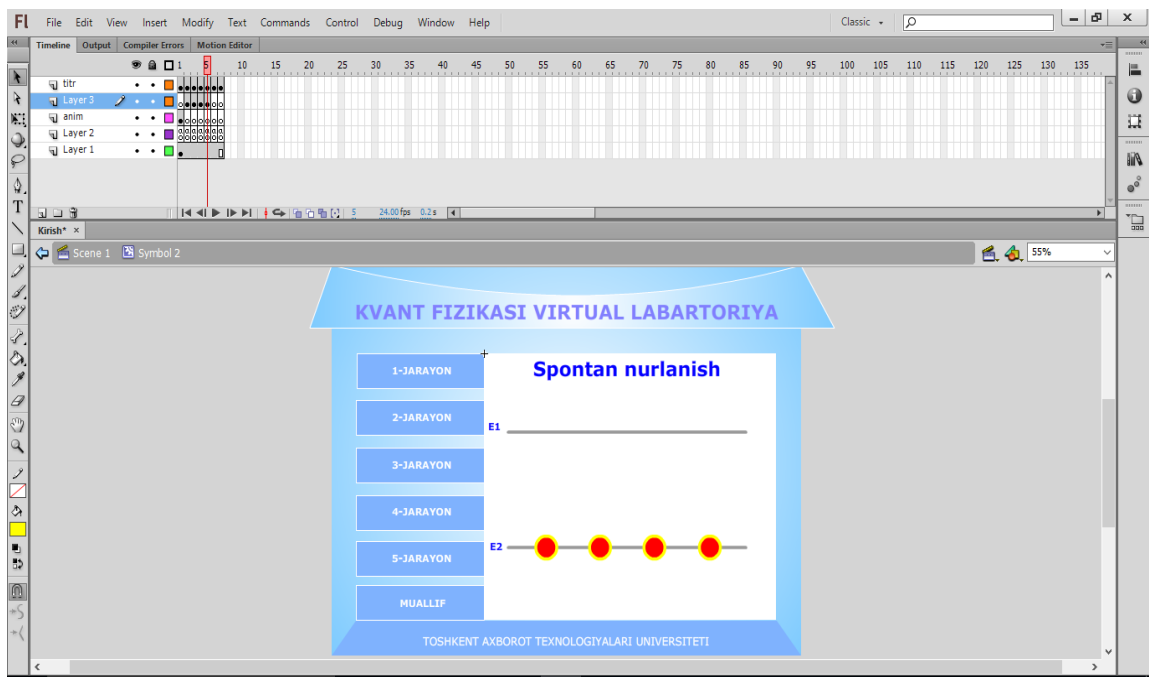 Fl File Edit View Insert Modify Text Commands Control Debug Window Help Classic
Timeline Output Compiler Errors Motion Editor
1 5 10 15 20 25 30 35 40 45 50 55 60 65 70 75 80 85 90 95 100 105 110 115 120 125 130 135
titr
Layer 3
anim
Layer 2
Layer 1
5 24.00 fps 0.2 s
Kirish* ×
Scene 1 Symbol 2 55%
KVANT FIZIKASI VIRTUAL LABARTORIYA
1-JARAYON
2-JARAYON
3-JARAYON
4-JARAYON
5-JARAYON
MUALLIF
Spontan nurlanish
E1
E2
TOSHKENT AXBOROT TEXNOLOGIYALARI UNIVERSITETI